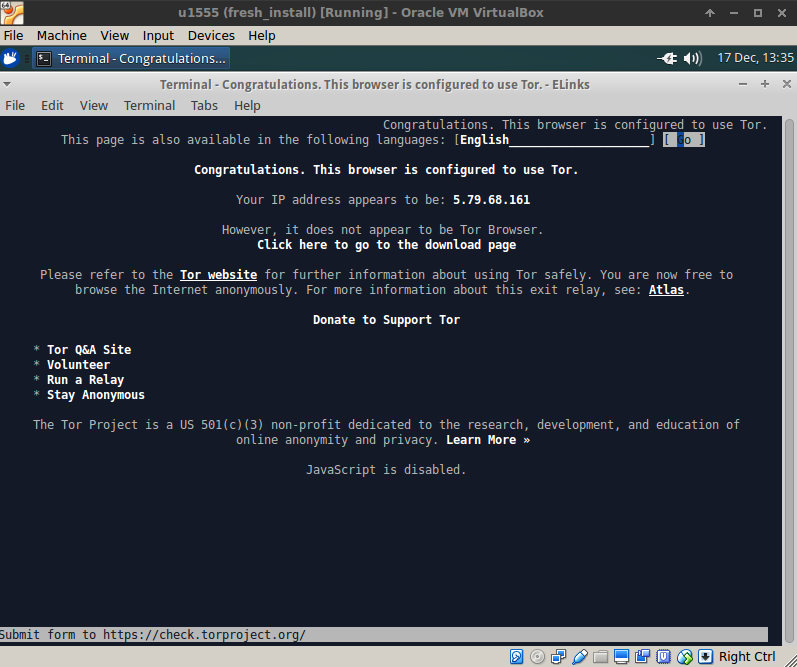 u1555 (fresh_install) [Running] - Oracle VM VirtualBox
File Machine View Input Devices Help
Terminal - Congratulations... 17 Dec, 13:35
Terminal - Congratulations. This browser is configured to use Tor. - ELinks
File Edit View Terminal Tabs Help
Congratulations. This browser is configured to use Tor.
This page is also available in the following languages: [English______________________] [ Go ]
Congratulations. This browser is configured to use Tor.
Your IP address appears to be: 5.79.68.161
However, it does not appear to be Tor Browser.
Click here to go to the download page
Please refer to the Tor website for further information about using Tor safely. You are now free to
browse the Internet anonymously. For more information about this exit relay, see: Atlas.
Donate to Support Tor
* Tor Q&A Site
* Volunteer
* Run a Relay
* Stay Anonymous
The Tor Project is a US 501(c)(3) non-profit dedicated to the research, development, and education of
online anonymity and privacy. Learn More »
JavaScript is disabled.
Submit form to https://check.torproject.org/
Right Ctrl